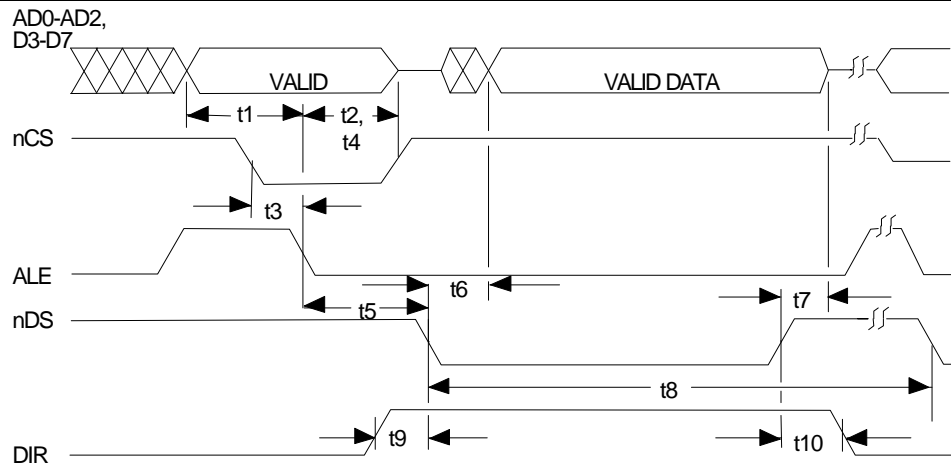 AD0-AD2,
D3-D7
VALID
VALID DATA
t1
t2,
t4
nCS
t3
ALE
t6
t7
t5
nDS
t8
t9
t10
DIR